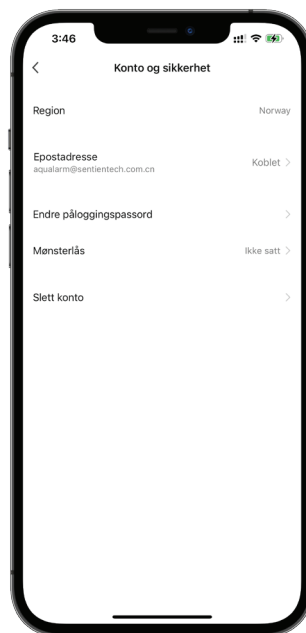 3:46
Konto og sikkerhet
Region Norway
Epostadresse
aqualarm@sentientech.com.cn
Koblet
Endre påloggingspassord
Mønsterlås Ikke satt
Slett konto